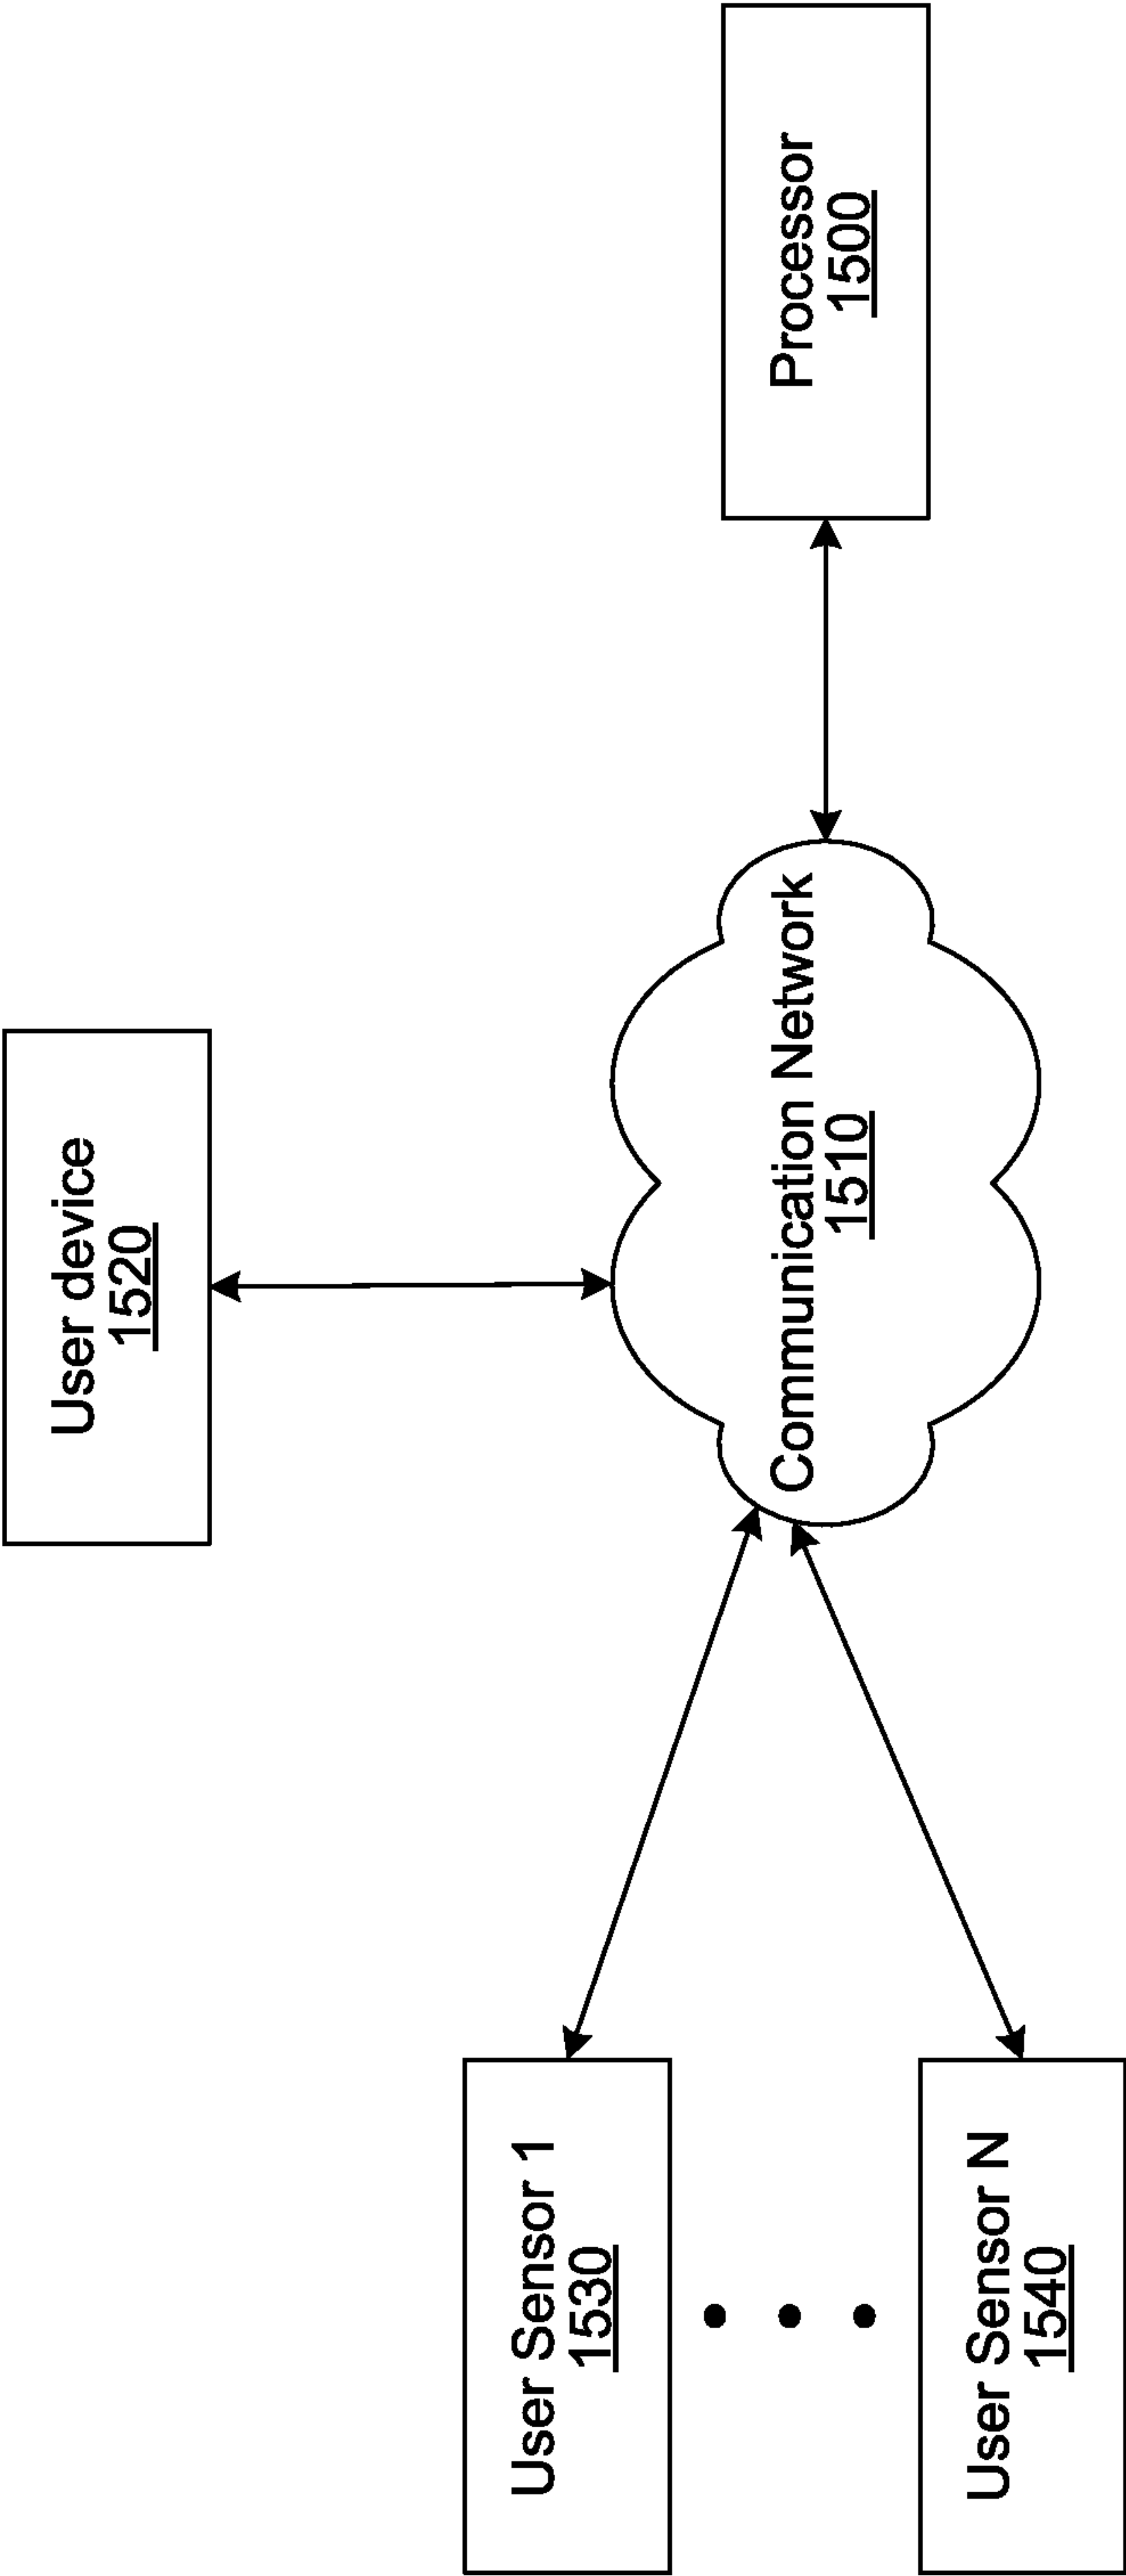 User device
1520
User Sensor 1
1530
User Sensor N
1540
Communication Network
1510
Processor
1500